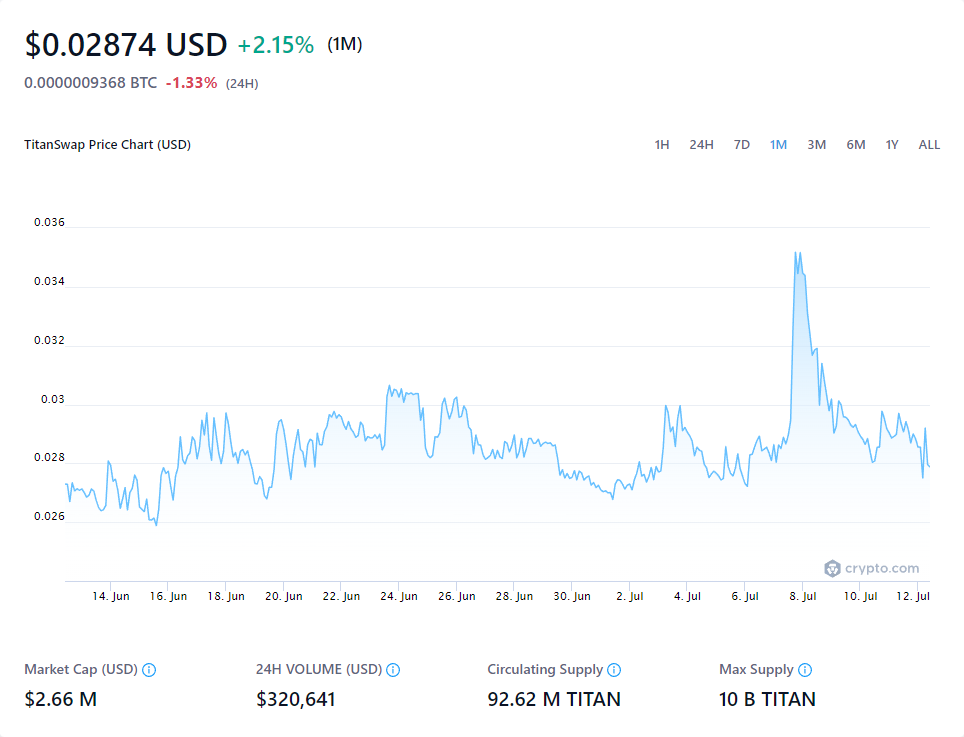 $0.02874 USD +2.15% (1M)
0.0000009368 BTC -1.33% (24H)
TitanSwap Price Chart (USD) 1H 24H 7D 1M 3M 6M 1Y ALL
0.036
0.034
0.032
0.03
0.028
0.026
crypto.com
14. Jun 16. Jun 18. Jun 20. Jun 22. Jun 24. Jun 26. Jun 28. Jun 30. Jun 2. Jul 4. Jul 6. Jul 8. Jul 10. Jul 12. Jul
Market Cap (USD) 24H VOLUME (USD) Circulating Supply Max Supply
$2.66 M $320,641 92.62 M TITAN 10 B TITAN